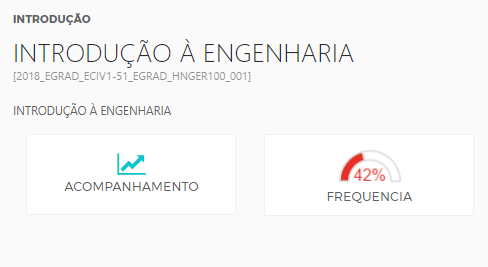 INTRODUÇÃO
INTRODUÇÃO À ENGENHARIA
[2018_EGRAD_ECIV1-51_EGRAD_HNGER100_001]
INTRODUÇÃO À ENGENHARIA
ACOMPANHAMENTO
42%
FREQUENCIA